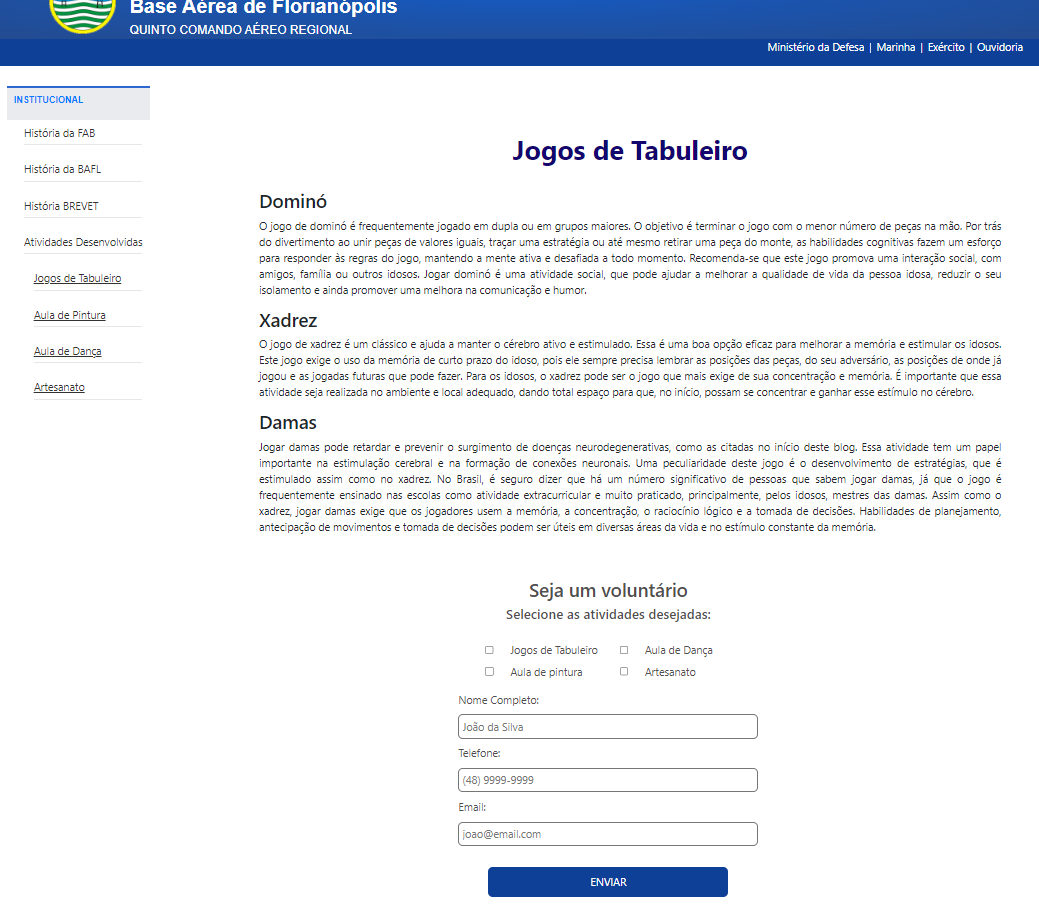 Base Aérea de Florianópolis
QUINTO COMANDO AÉREO REGIONAL
Ministério da Defesa | Marinha | Exército | Ouvidoria
INSTITUCIONAL
História da FAB
História da BAFL
História BREVET
Atividades Desenvolvidas
Jogos de Tabuleiro
Aula de Pintura
Aula de Dança
Artesanato
Jogos de Tabuleiro
Dominó
O jogo de dominó é frequentemente jogado em dupla ou em grupos maiores. O objetivo é terminar o jogo com o menor número de peças na mão. Por trás
do divertimento ao unir peças de valores iguais, traçar uma estratégia ou até mesmo retirar uma peça do monte, as habilidades cognitivas fazem um esforço
para responder às regras do jogo, mantendo a mente ativa e desafiada a todo momento. Recomenda-se que este jogo promova uma interação social, com
amigos, família ou outros idosos. Jogar dominó é uma atividade social, que pode ajudar a melhorar a qualidade de vida da pessoa idosa, reduzir o seu
isolamento e ainda promover uma melhora na comunicação e humor.
Xadrez
O jogo de xadrez é um clássico e ajuda a manter o cérebro ativo e estimulado. Essa é uma boa opção eficaz para melhorar a memória e estimular os idosos.
Este jogo exige o uso da memória de curto prazo do idoso, pois ele sempre precisa lembrar as posições das peças, do seu adversário, as posições de onde já
jogou e as jogadas futuras que pode fazer. Para os idosos, o xadrez pode ser o jogo que mais exige de sua concentração e memória. É importante que essa
atividade seja realizada no ambiente e local adequado, dando total espaço para que, no início, possam se concentrar e ganhar esse estímulo no cérebro.
Damas
Jogar damas pode retardar e prevenir o surgimento de doenças neurodegenerativas, como as citadas no início deste blog. Essa atividade tem um papel
importante na estimulação cerebral e na formação de conexões neuronais. Uma peculiaridade deste jogo é o desenvolvimento de estratégias, que é
estimulado assim como no xadrez. No Brasil, é seguro dizer que há um número significativo de pessoas que sabem jogar damas, já que o jogo é
frequentemente ensinado nas escolas como atividade extracurricular e muito praticado, principalmente, pelos idosos, mestres das damas. Assim como o
xadrez, jogar damas exige que os jogadores usem a memória, a concentração, o raciocínio lógico e a tomada de decisões. Habilidades de planejamento,
antecipação de movimentos e tomada de decisões podem ser úteis em diversas áreas da vida e no estímulo constante da memória.
Seja um voluntário
Selecione as atividades desejadas:
Jogos de Tabuleiro Aula de Dança
Aula de pintura Artesanato
Nome Completo:
João da Silva
Telefone:
(48) 9999-9999
Email:
joao@email.com
ENVIAR